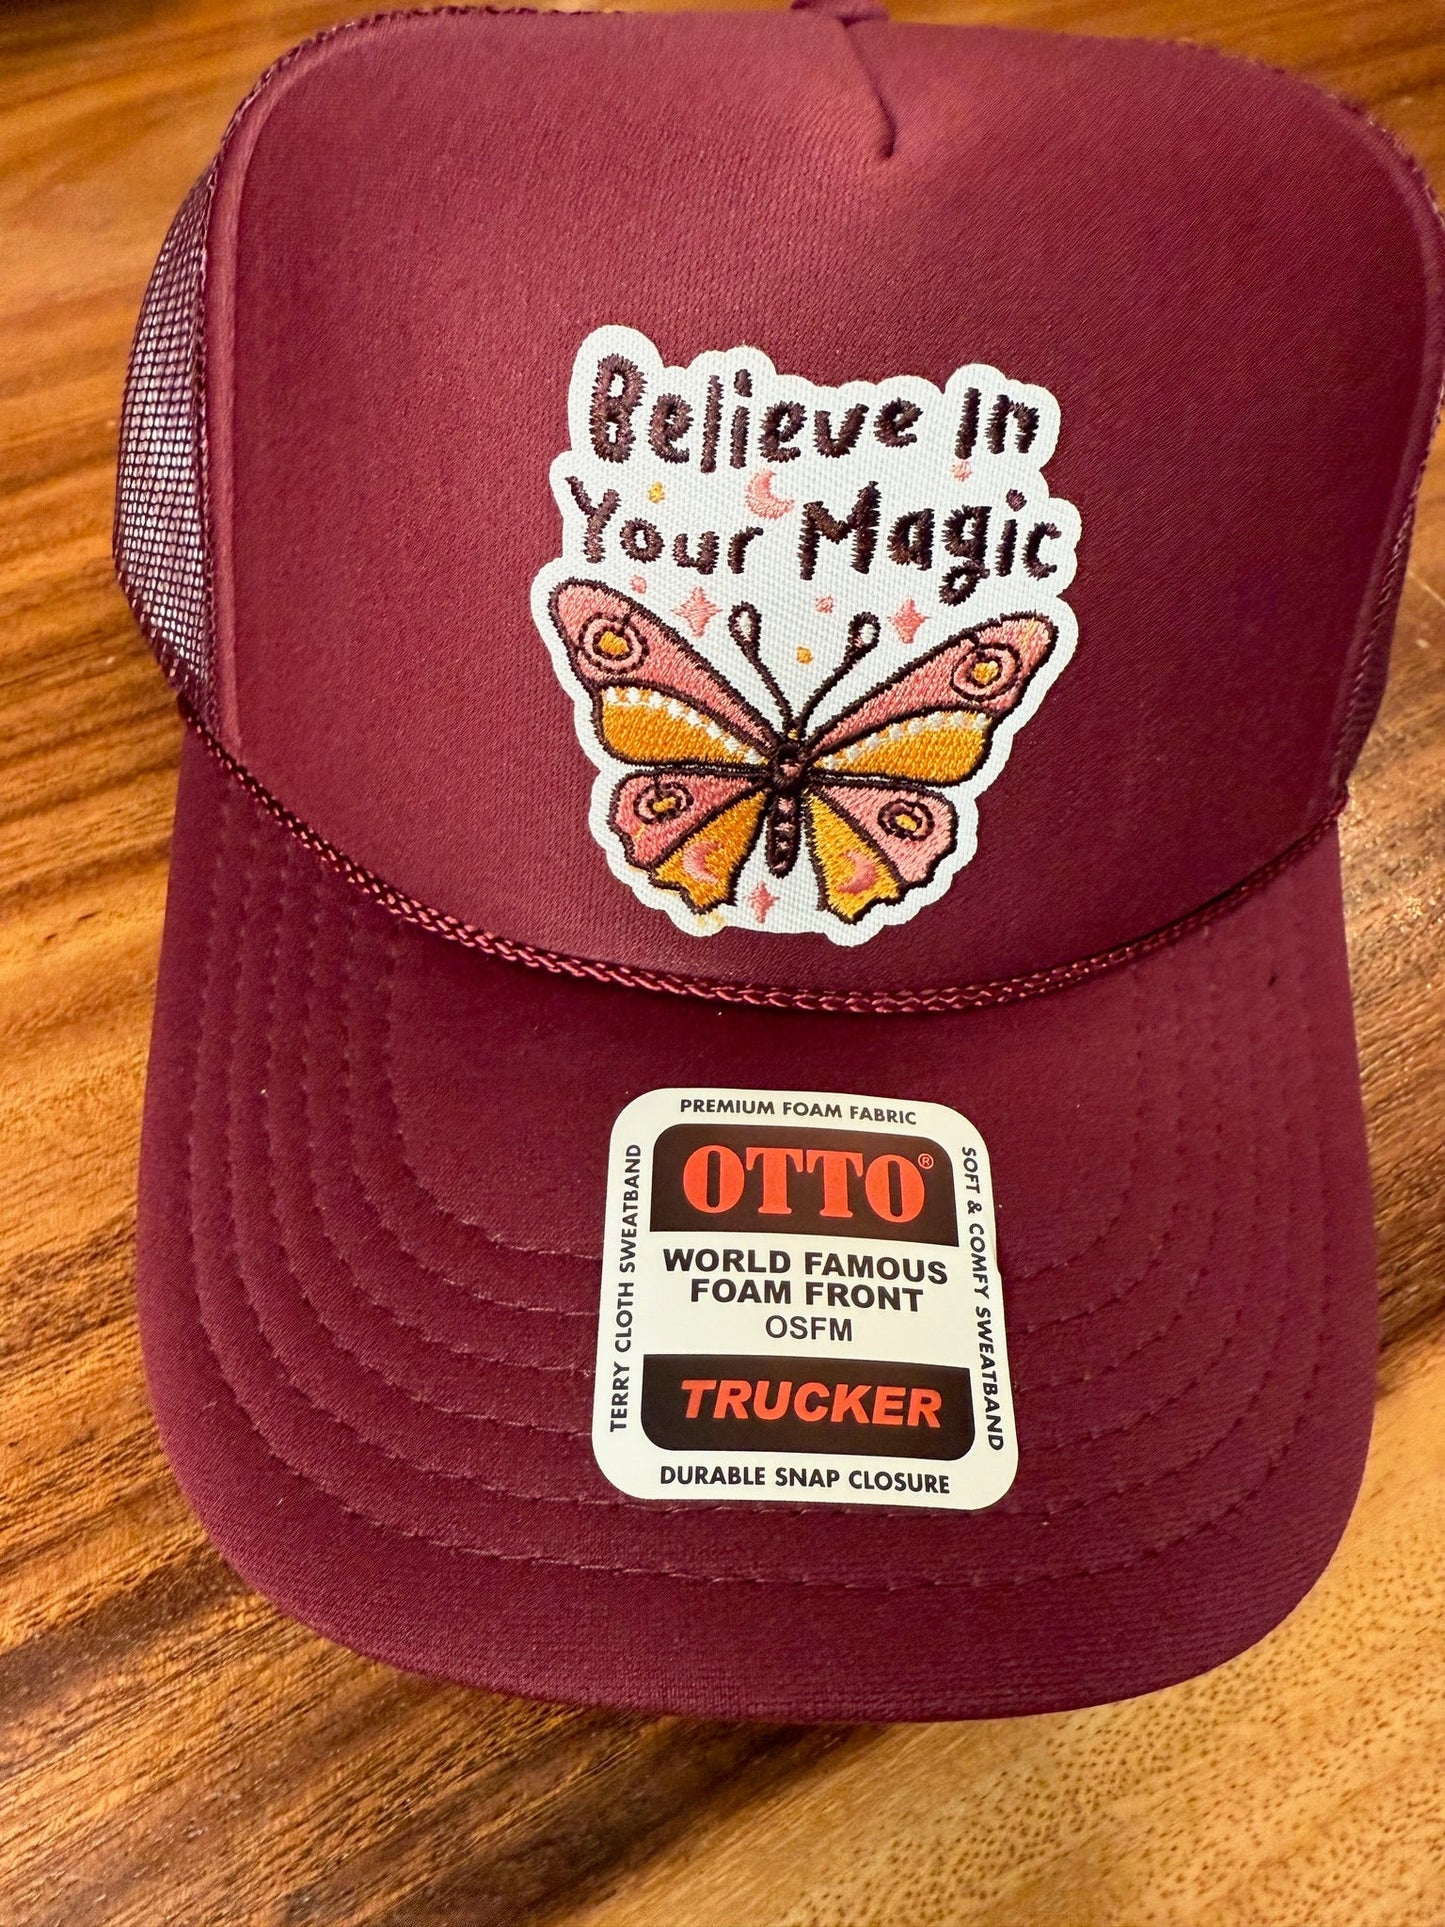 Believe In
Your Magic
PREMIUM FOAM FABRIC
OTTO®
TERRY CLOTH SWEATBAND
SOFT & COMFY SWEATBAND
WORLD FAMOUS
FOAM FRONT
OSFM
TRUCKER
DURABLE SNAP CLOSURE